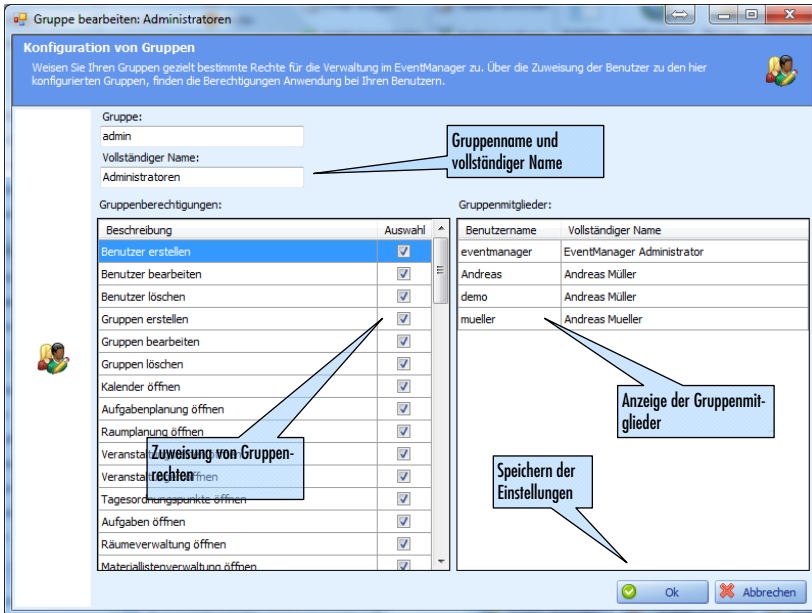 Gruppe bearbeiten: Administratoren
Konfiguration von Gruppen
Weisen Sie Ihren Gruppen gezielt bestimmte Rechte für die Verwaltung im EventManager zu. Über die Zuweisung der Benutzer zu den hier
konfigurierten Gruppen, finden die Berechtigungen Anwendung bei Ihren Benutzern.
Gruppe:
admin
Vollständiger Name:
Administratoren
Gruppenname und
vollständiger Name
Gruppenberechtigungen:
Beschreibung Auswahl
Benutzer erstellen
Benutzer bearbeiten
Benutzer löschen
Gruppen erstellen
Gruppen bearbeiten
Gruppen löschen
Kalender öffnen
Aufgabenplanung öffnen
Raumplanung öffnen
Veranstaltung
Veranstaltung öffnen
Tagesordnungspunkte öffnen
Aufgaben öffnen
Räumeverwaltung öffnen
Materiallistenverwaltung öffnen
Zuweisung von Gruppen-
rechten
Gruppenmitglieder:
Benutzername Vollständiger Name
eventmanager EventManager Administrator
Andreas Andreas Müller
demo Andreas Müller
mueller Andreas Mueller
Anzeige der Gruppenmit-
glieder
Speichern der
Einstellungen
Ok Abbrechen